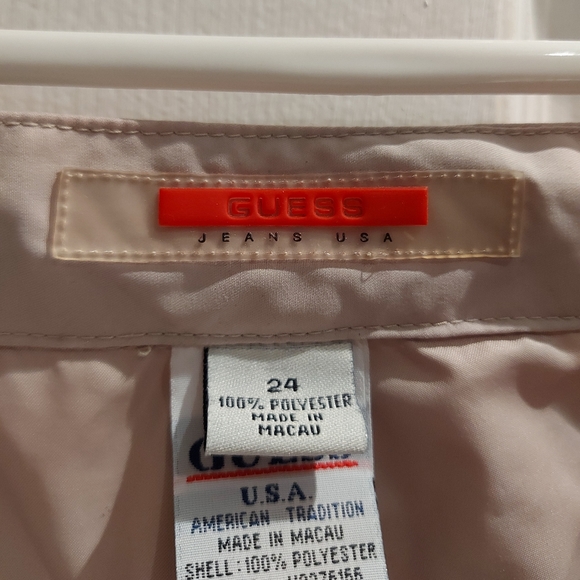 GUESS
JEANS USA
24
100% POLYESTER
MADE IN
MACAU
U.S.A.
AMERICAN TRADITION
MADE IN MACAU
SHELL: 100% POLYESTER